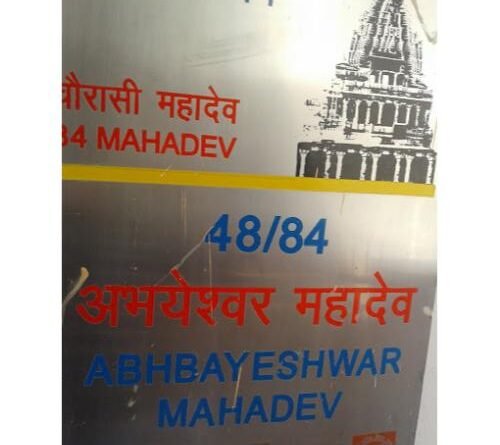 चौरासी महादेव
84 MAHADEV
48/84
अभयेश्वर महादेव
ABHBAYESHWAR
MAHADEV